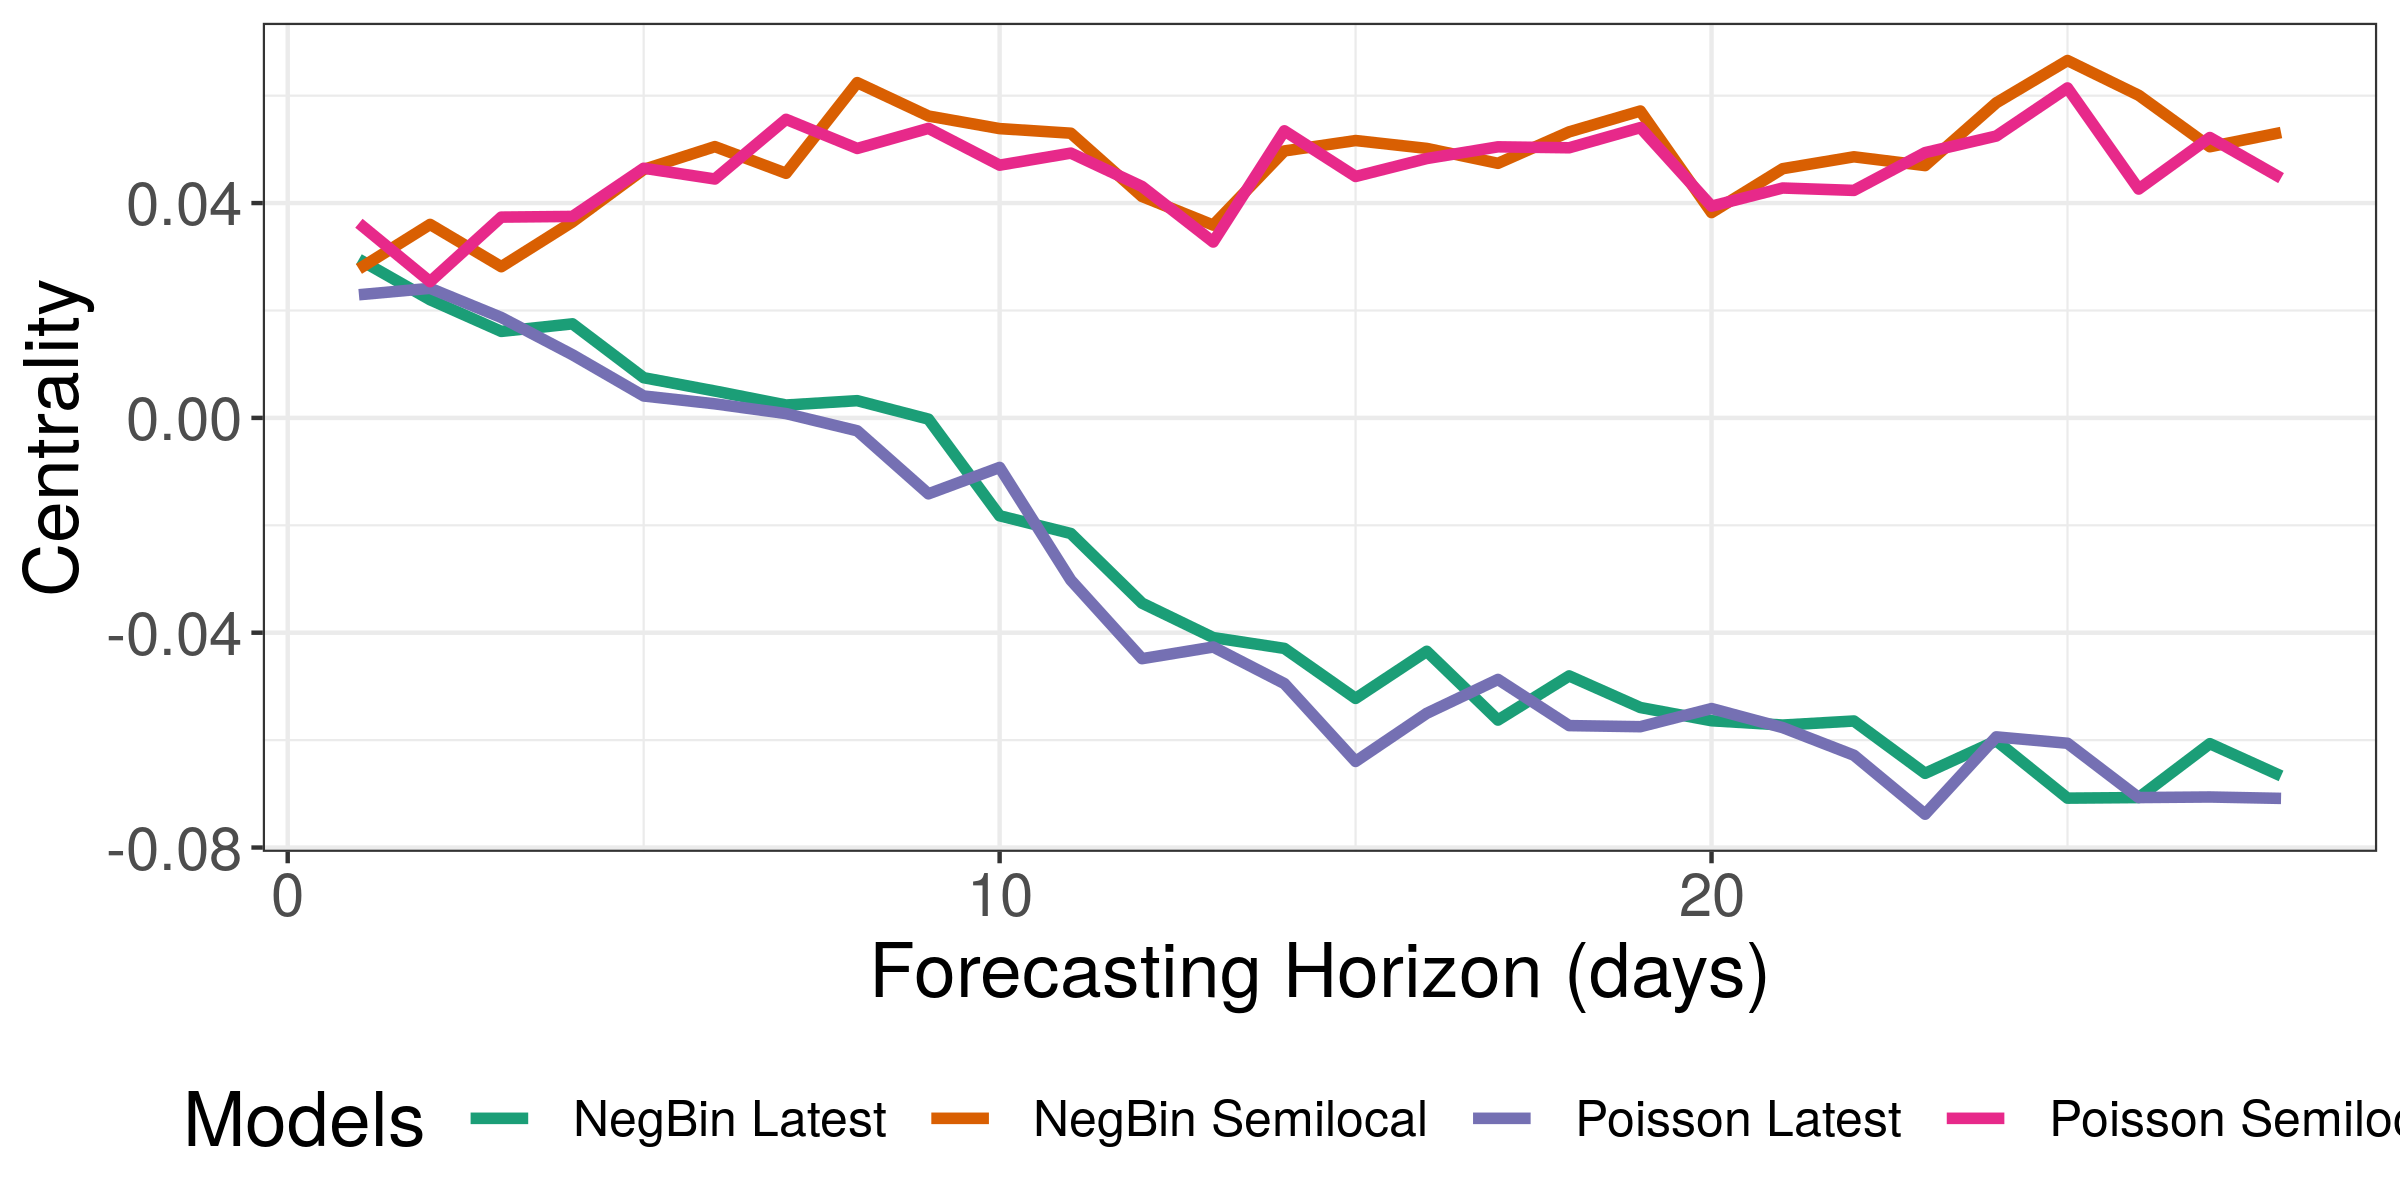 Centrality
0.04
0.00
-0.04
-0.08
0 10 20
Forecasting Horizon (days)
Models NegBin Latest NegBin Semilocal Poisson Latest Poisson